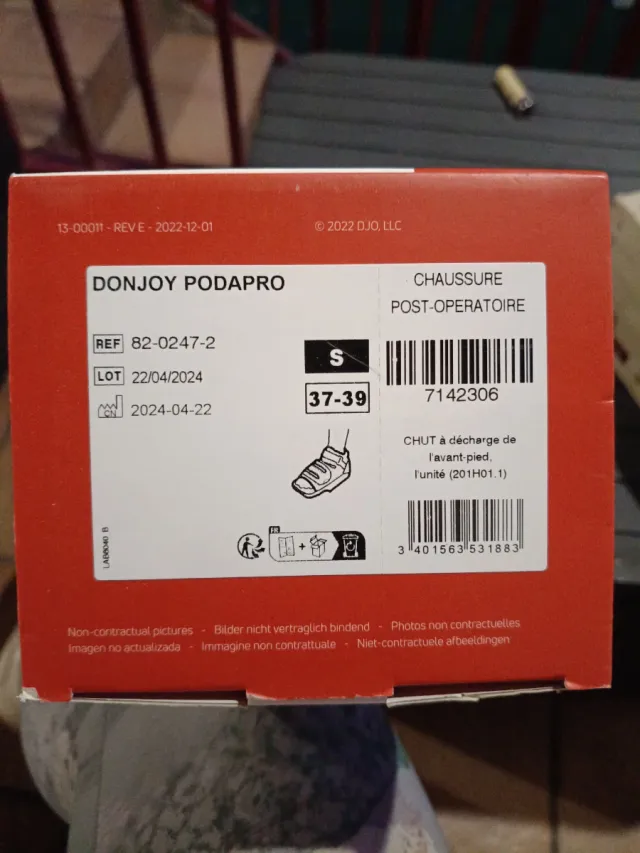 13-00011 - REV E - 2022-12-01
© 2022 DJO, LLC
DONJOY PODAPRO
REF 82-0247-2
LOT 22/04/2024
CN 2024-04-22
S
37-39
CHAUSSURE
POST-OPERATOIRE
7142306
CHUT à décharge de
l'avant-pied,
l'unité (201H01.1)
3 401563 531883
FR
+
LAB8040 B
Non-contractual pictures - Bilder nicht vertraglich bindend - Photos non contractuelles
Imagen no actualizada - Immagine non contrattuale - Niet-contractuele afbeeldingen